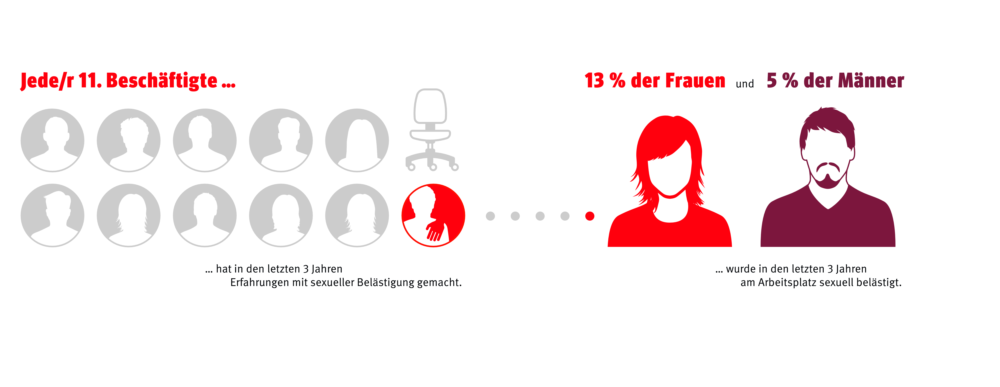 Jede/r 11. Beschäftigte ...
... hat in den letzten 3 Jahren
Erfahrungen mit sexueller Belästigung gemacht.
13 % der Frauen und 5 % der Männer
... wurde in den letzten 3 Jahren
am Arbeitsplatz sexuell belästigt.